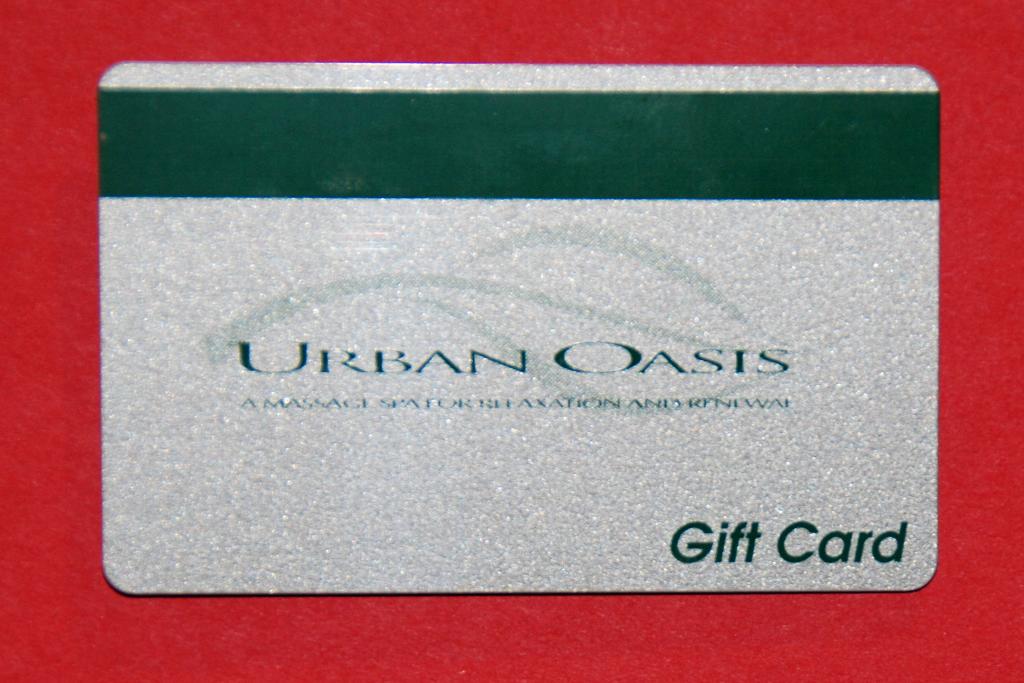 URBAN OASIS
A MASSAGE SPA FOR RELAXATION AND RENEWAL
Gift Card